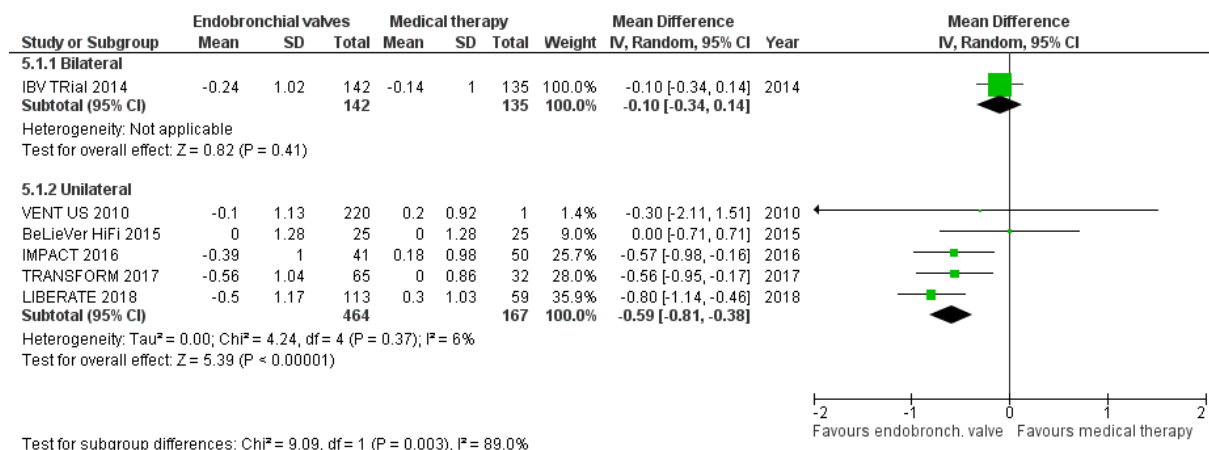 Endobronchial valves Medical therapy Mean Difference Mean Difference
Study or Subgroup Mean SD Total Mean SD Total Weight IV, Random, 95% CI Year IV, Random, 95% CI
5.1.1 Bilateral
IBV TRial 2014 -0.24 1.02 142 -0.14 1 135 100.0% -0.10 [-0.34, 0.14] 2014
Subtotal (95% CI) 142 135 100.0% -0.10 [-0.34, 0.14]
Heterogeneity: Not applicable
Test for overall effect: Z = 0.82 (P = 0.41)
5.1.2 Unilateral
VENT US 2010 -0.1 1.13 220 0.2 0.92 1 1.4% -0.30 [-2.11, 1.51] 2010
BeLieVer HiFi 2015 0 1.28 25 0 1.28 25 9.0% 0.00 [-0.71, 0.71] 2015
IMPACT 2016 -0.39 1 41 0.18 0.98 50 25.7% -0.57 [-0.98, -0.16] 2016
TRANSFORM 2017 -0.56 1.04 65 0 0.86 32 28.0% -0.56 [-0.95, -0.17] 2017
LIBERATE 2018 -0.5 1.17 113 0.3 1.03 59 35.9% -0.80 [-1.14, -0.46] 2018
Subtotal (95% CI) 464 167 100.0% -0.59 [-0.81, -0.38]
Heterogeneity: Tau² = 0.00; Chi² = 4.24, df = 4 (P = 0.37); I² = 6%
Test for overall effect: Z = 5.39 (P < 0.00001)
-2 -1 0 1 2
Favours endobronch. valve Favours medical therapy
Test for subgroup differences: Chi² = 9.09, df = 1 (P = 0.003), I² = 89.0%